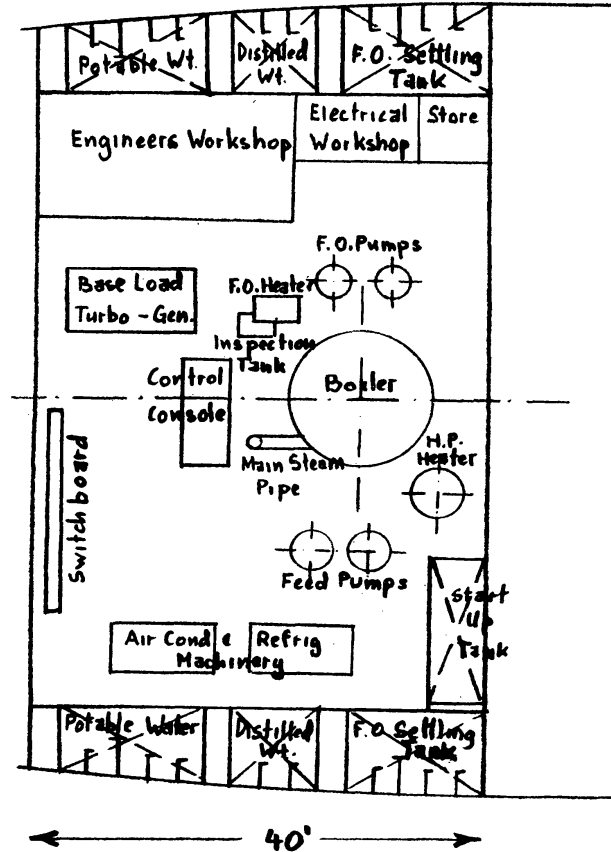 Potable Wt.
Distilled
Wt.
F.O. Settling
Tank
Engineers Workshop
Electrical
Workshop
Store
F.O. Pumps
Base Load
Turbo - Gen.
F.O. Heater
Inspection
Tank
Boiler
Control
Console
H.P.
Heater
Main Steam
Pipe
Switchboard
Feed Pumps
Start
Up
Tank
Air Cond &
Refrig
Machinery
Potable Water
Distilled
Wt.
F.O. Settling
Tank
40'